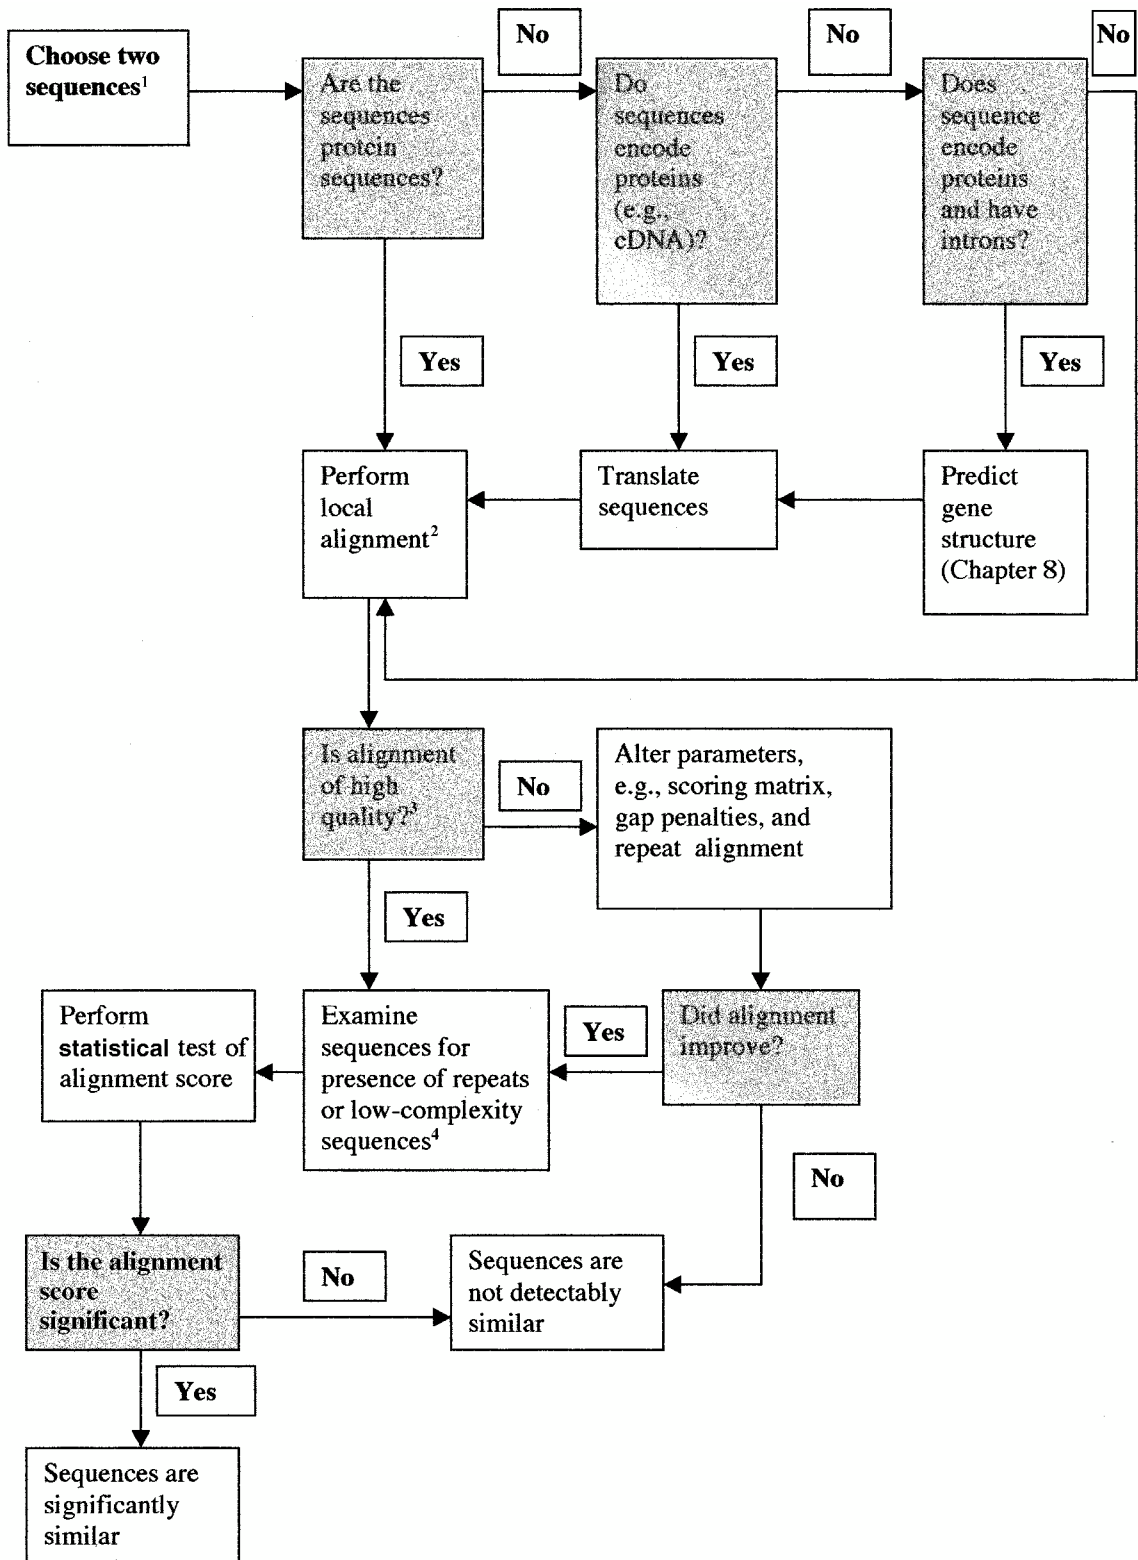 Choose two
sequences¹
No
No
No
Are the
sequences
protein
sequences?
Do
sequences
encode
proteins
(e.g.,
cDNA)?
Does
sequence
encode
proteins
and have
introns?
Yes
Yes
Yes
Perform
local
alignment²
Translate
sequences
Predict
gene
structure
(Chapter 8)
Is alignment
of high
quality?³
No
Alter parameters,
e.g., scoring matrix,
gap penalties, and
repeat alignment
Yes
Perform
statistical test of
alignment score
Examine
sequences for
presence of repeats
or low-complexity
sequences⁴
Yes
Did alignment
improve?
No
Is the alignment
score
significant?
No
Sequences are
not detectably
similar
Yes
Sequences are
significantly
similar